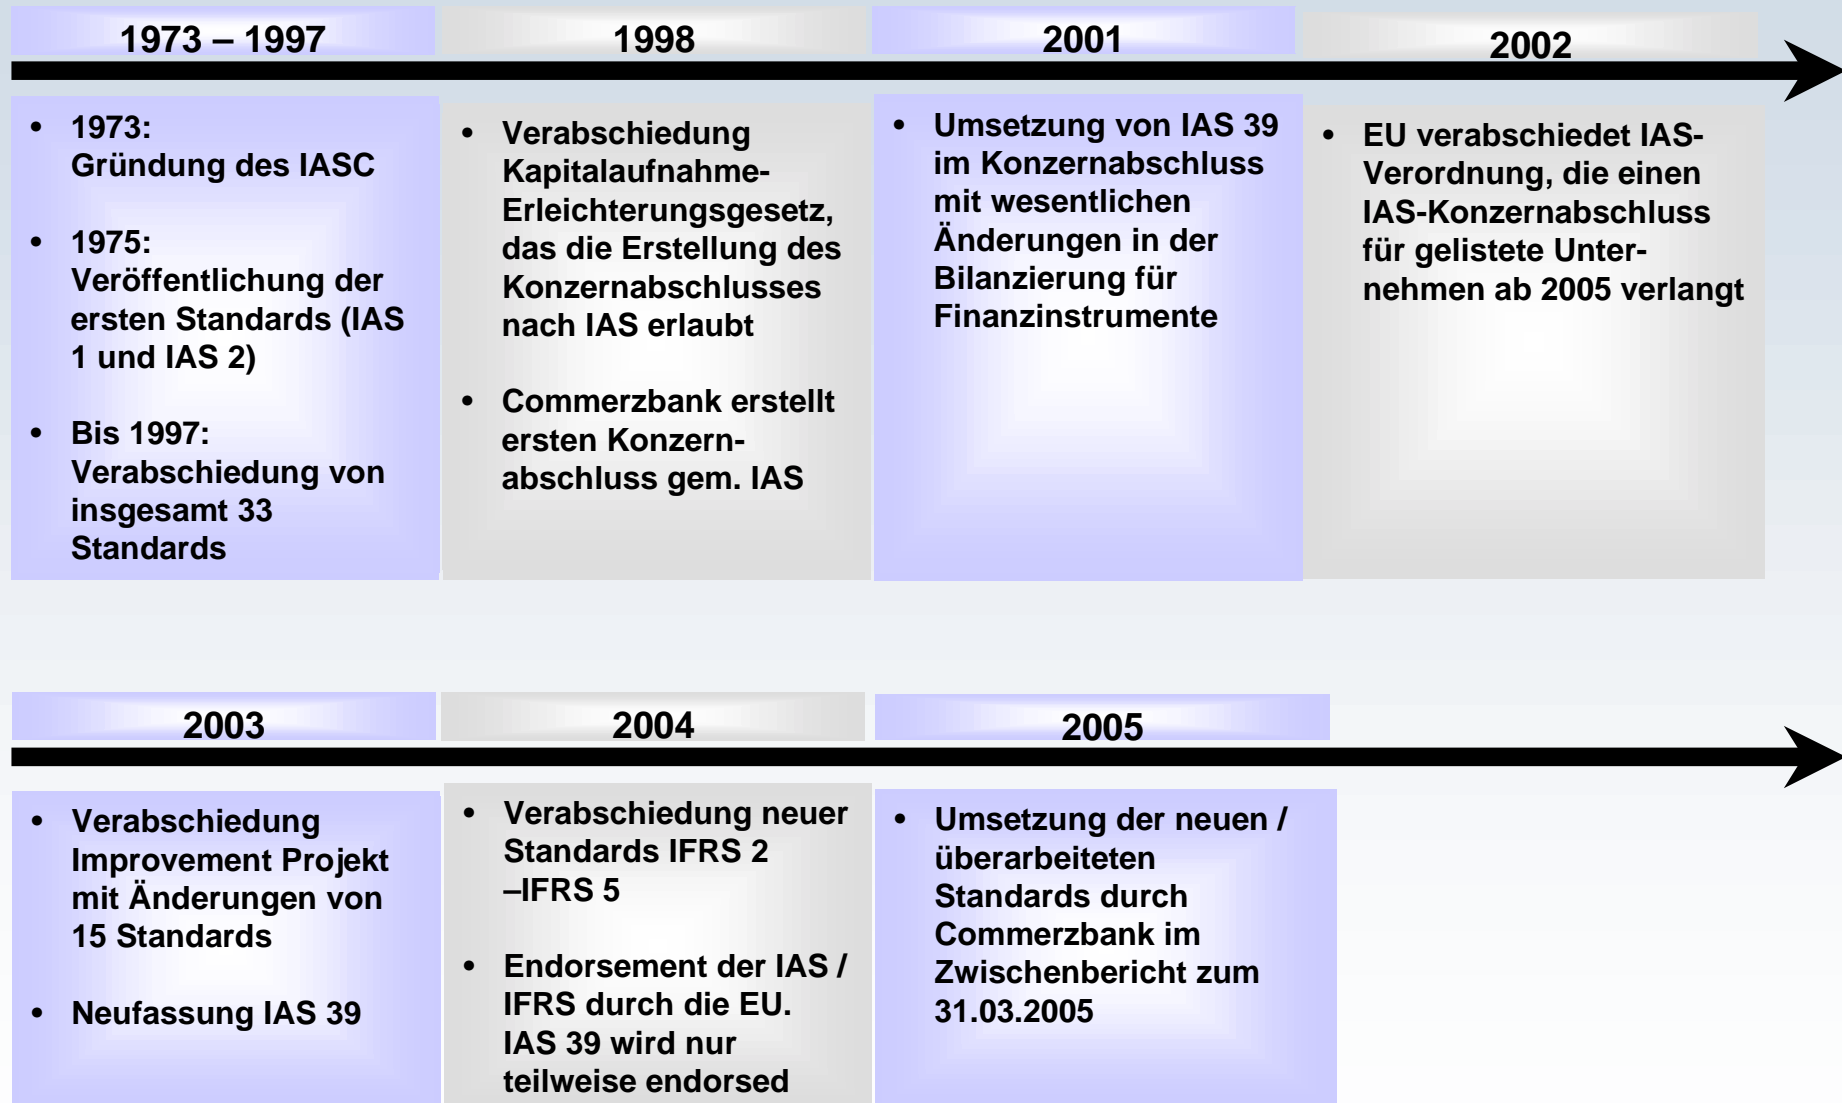 1973 – 1997
1998
2001
2002
• 1973:
Gründung des IASC
• 1975:
Veröffentlichung der
ersten Standards (IAS
1 und IAS 2)
• Bis 1997:
Verabschiedung von
insgesamt 33
Standards
• Verabschiedung
Kapitalaufnahme-
Erleichterungsgesetz,
das die Erstellung des
Konzernabschlusses
nach IAS erlaubt
• Commerzbank erstellt
ersten Konzern-
abschluss gem. IAS
• Umsetzung von IAS 39
im Konzernabschluss
mit wesentlichen
Änderungen in der
Bilanzierung für
Finanzinstrumente
• EU verabschiedet IAS-
Verordnung, die einen
IAS-Konzernabschluss
für gelistete Unter-
nehmen ab 2005 verlangt
2003
2004
2005
• Verabschiedung
Improvement Projekt
mit Änderungen von
15 Standards
• Neufassung IAS 39
• Verabschiedung neuer
Standards IFRS 2
–IFRS 5
• Endorsement der IAS /
IFRS durch die EU.
IAS 39 wird nur
teilweise endorsed
• Umsetzung der neuen /
überarbeiteten
Standards durch
Commerzbank im
Zwischenbericht zum
31.03.2005